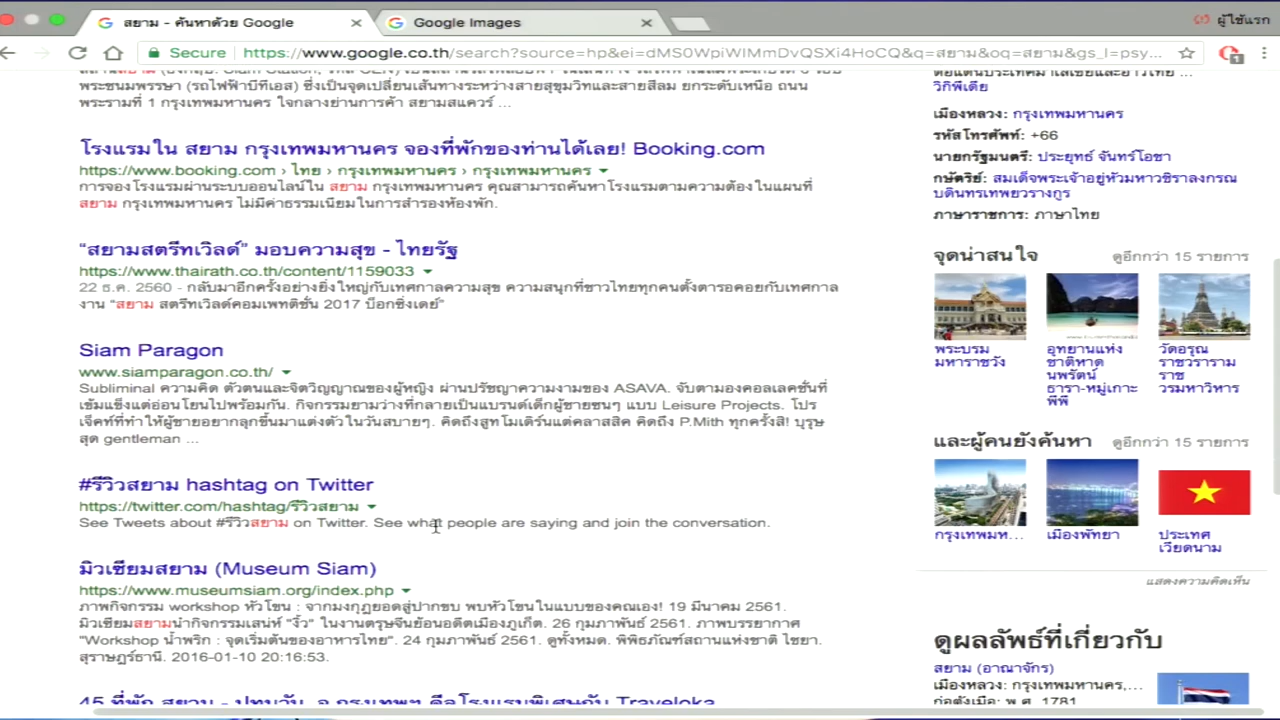 สยาม - ค้นหาด้วย Google
Google Images
ผู้ใช้แรก
Secure
https://www.google.co.th/search?source=hp&ei=dMS0WpiWIMmDvQSXi4HoCQ&q=สยาม&oq=สยาม&gs_l=psy...
พระชนมพรรษา (รถไฟฟ้าบีทีเอส) ซึ่งเป็นจุดเปลี่ยนเส้นทางระหว่างสายสุขุมวิทและสายสีลม ยกระดับเหนือ ถนน
พระรามที่ 1 กรุงเทพมหานคร ใจกลางย่านการค้า สยามสแควร์ ...
โรงแรมใน สยาม กรุงเทพมหานคร จองที่พักของท่านได้เลย! Booking.com
https://www.booking.com › ไทย › กรุงเทพมหานคร › กรุงเทพมหานคร
การจองโรงแรมผ่านระบบออนไลน์ใน สยาม กรุงเทพมหานคร คุณสามารถค้นหาโรงแรมตามความต้องในแผนที่
สยาม กรุงเทพมหานคร ไม่มีค่าธรรมเนียมในการสำรองห้องพัก.
“สยามสตรีทเวิลด์” มอบความสุข - ไทยรัฐ
https://www.thairath.co.th/content/1159033
22 ธ.ค. 2560 - กลับมาอีกครั้งอย่างยิ่งใหญ่กับเทศกาลความสุข ความสนุกที่ชาวไทยทุกคนตั้งตารอคอยกับเทศกาล
งาน “สยาม สตรีทเวิลด์คอมเพทติชั่น 2017 บ็อกซิ่งเดย์”
Siam Paragon
www.siamparagon.co.th/
Subliminal ความคิด ตัวตนและจิตวิญญาณของผู้หญิง ผ่านปรัชญาความงามของ ASAVA. จับตามองคอลเลคชั่นที่
เข้มแข็งแต่อ่อนโยนไปพร้อมกัน. กิจกรรมยามว่างที่กลายเป็นแบรนด์เด็กผู้ชายซนๆ แบบ Leisure Projects. โปร
เจ็คท์ที่ทำให้ผู้ชายอยากลุกขึ้นมาแต่งตัวในวันสบายๆ. คิดถึงสูทโมเดิร์นแต่คลาสสิค คิดถึง P.Mith ทุกครั้งสิ! บุรุษ
สุด gentleman ...
#รีวิวสยาม hashtag on Twitter
https://twitter.com/hashtag/รีวิวสยาม
See Tweets about #รีวิวสยาม on Twitter. See what people are saying and join the conversation.
มิวเซียมสยาม (Museum Siam)
https://www.museumsiam.org/index.php
ภาพกิจกรรม workshop หัวโขน : จากมงกุฎยอดสู่ปากขบ พบหัวโขนในแบบของคุณเอง! 19 มีนาคม 2561.
มิวเซียมสยามนำกิจกรรมเสน่ห์ "งิ้ว" ในงานตรุษจีนย้อนอดีตเมืองภูเก็ต. 26 กุมภาพันธ์ 2561. ภาพบรรยากาศ
"Workshop น้ำพริก : จุดเริ่มต้นของอาหารไทย". 24 กุมภาพันธ์ 2561. ดูทั้งหมด. พิพิธภัณฑ์สถานแห่งชาติ ไชยา.
สุราษฎร์ธานี. 2016-01-10 20:16:53.
45 ที่พัก สยาม - ปทุมวัน, จ.กรุงเทพฯ ดีลโรงแรมพิเศษกับ Traveloka
วิกิพีเดีย
เมืองหลวง: กรุงเทพมหานคร
รหัสโทรศัพท์: +66
นายกรัฐมนตรี: ประยุทธ์ จันทร์โอชา
กษัตริย์: สมเด็จพระเจ้าอยู่หัวมหาวชิราลงกรณ
บดินทรเทพยวรางกูร
ภาษาราชการ: ภาษาไทย
จุดน่าสนใจ
ดูอีกกว่า 15 รายการ
พระบรม
มหาราชวัง
อุทยานแห่ง
ชาติหาด
นพรัตน์
ธารา-หมู่เกาะ
พีพี
วัดอรุณ
ราชวราราม
ราช
วรมหาวิหาร
และผู้คนยังค้นหา
ดูอีกกว่า 15 รายการ
กรุงเทพมห...
เมืองพัทยา
ประเทศ
เวียดนาม
แสดงความคิดเห็น
ดูผลลัพธ์ที่เกี่ยวกับ
สยาม (อาณาจักร)
เมืองหลวง: กรุงเทพมหานคร,...
ก่อตั้งเมื่อ: พ.ศ. 1781